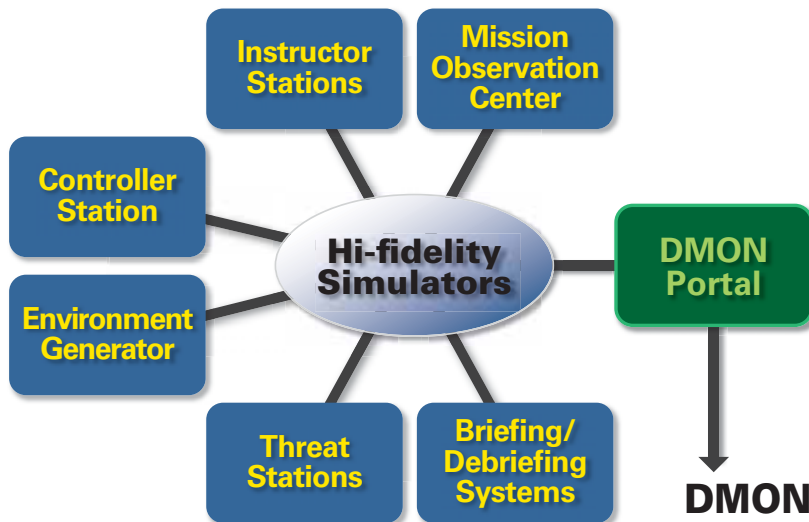 Instructor
Stations
Mission
Observation
Center
Controller
Station
Hi-fidelity
Simulators
DMON
Portal
Environment
Generator
Threat
Stations
Briefing/
Debriefing
Systems
DMON